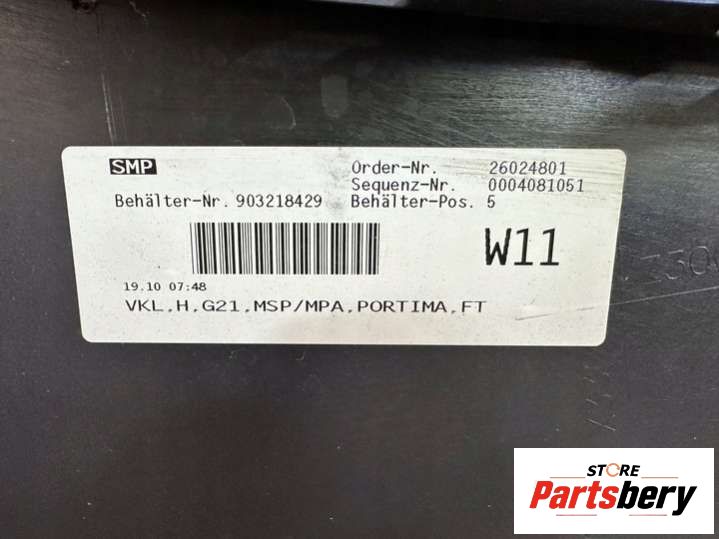 SMP
Order-Nr. 26024801
Sequenz-Nr. 0004081051
Behälter-Nr. 903218429 Behälter-Pos. 5
W11
19.10 07:48
VKL,H,G21,MSP/MPA,PORTIMA,FT
STORE
Partsbery